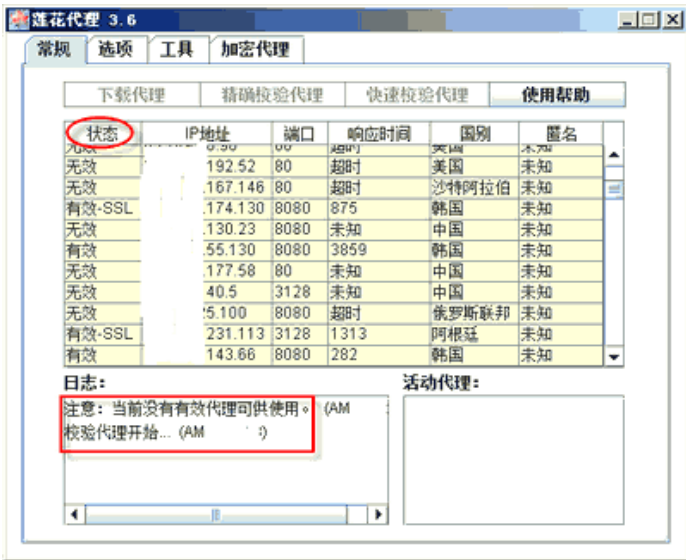 莲花代理 3.6
常规 选项 工具 加密代理
下载代理 精确校验代理 快速校验代理 使用帮助
状态 IP地址 端口 响应时间 国别 匿名
无效 80 超时 美国 未知
无效 192.52 80 超时 美国 未知
无效 .167.146 80 超时 沙特阿拉伯 未知
有效-SSL .174.130 8080 875 韩国 未知
无效 .130.23 8080 未知 中国 未知
有效 .55.130 8080 3859 韩国 未知
无效 .177.58 80 未知 中国 未知
无效 40.5 3128 未知 中国 未知
无效 5.100 8080 超时 俄罗斯联邦 未知
有效-SSL 231.113 3128 1313 阿根廷 未知
有效 143.66 8080 282 韩国 未知
日志: 活动代理:
注意: 当前没有有效代理可供使用。 (AM
校验代理开始... (AM :)